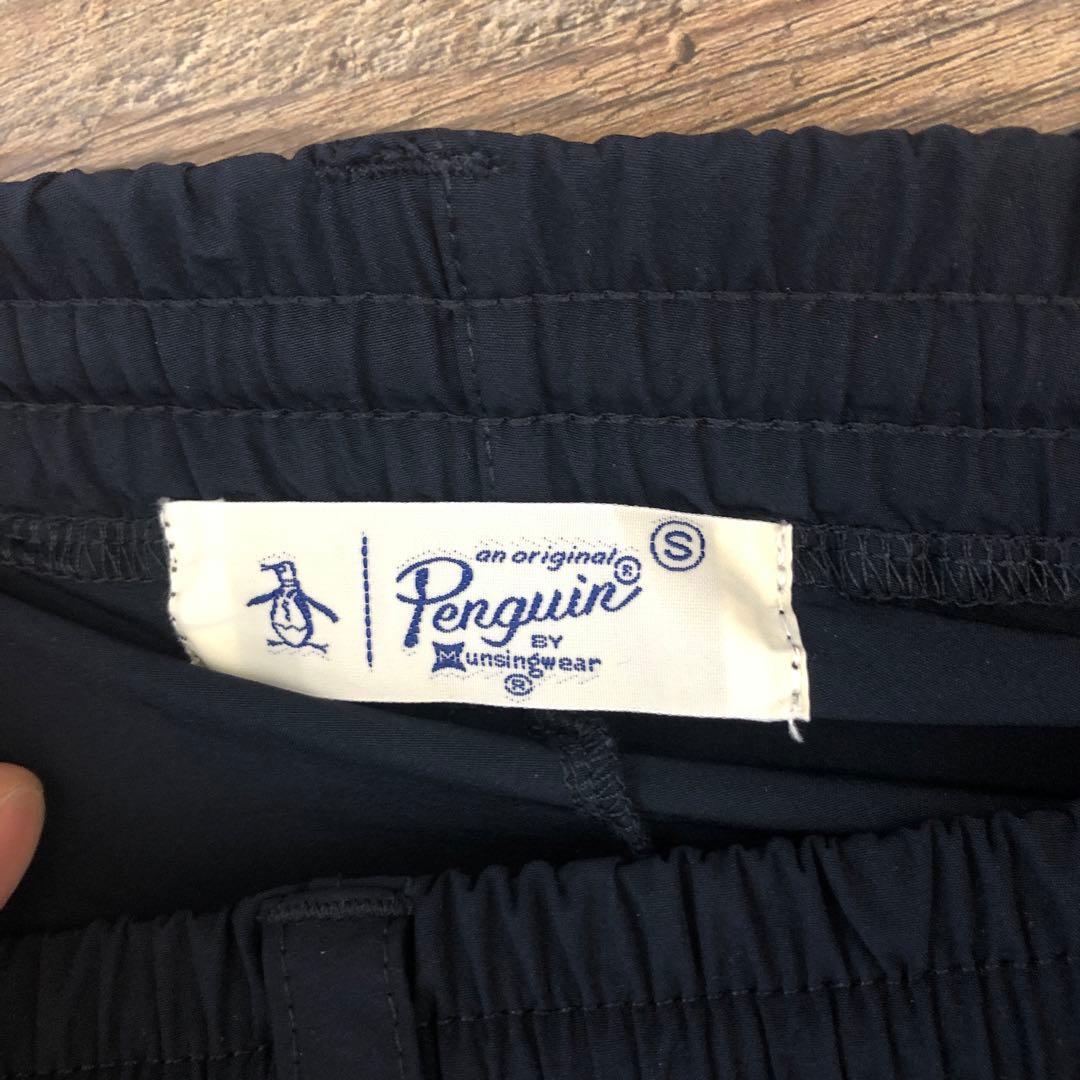 an original
Penguin®
Ⓢ
BY
Munsingwear
®